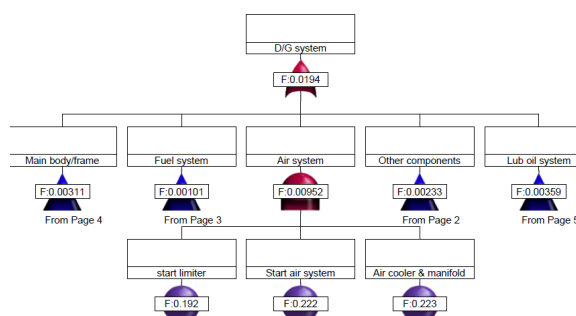 D/G system
F:0.0194
Main body/frame
Fuel system
Air system
Other components
Lub oil system
F:0.00311
F:0.00101
F:0.00952
F:0.00233
F:0.00359
From Page 4
From Page 3
From Page 2
From Page 5
start limiter
Start air system
Air cooler & manifold
F:0.192
F:0.222
F:0.223